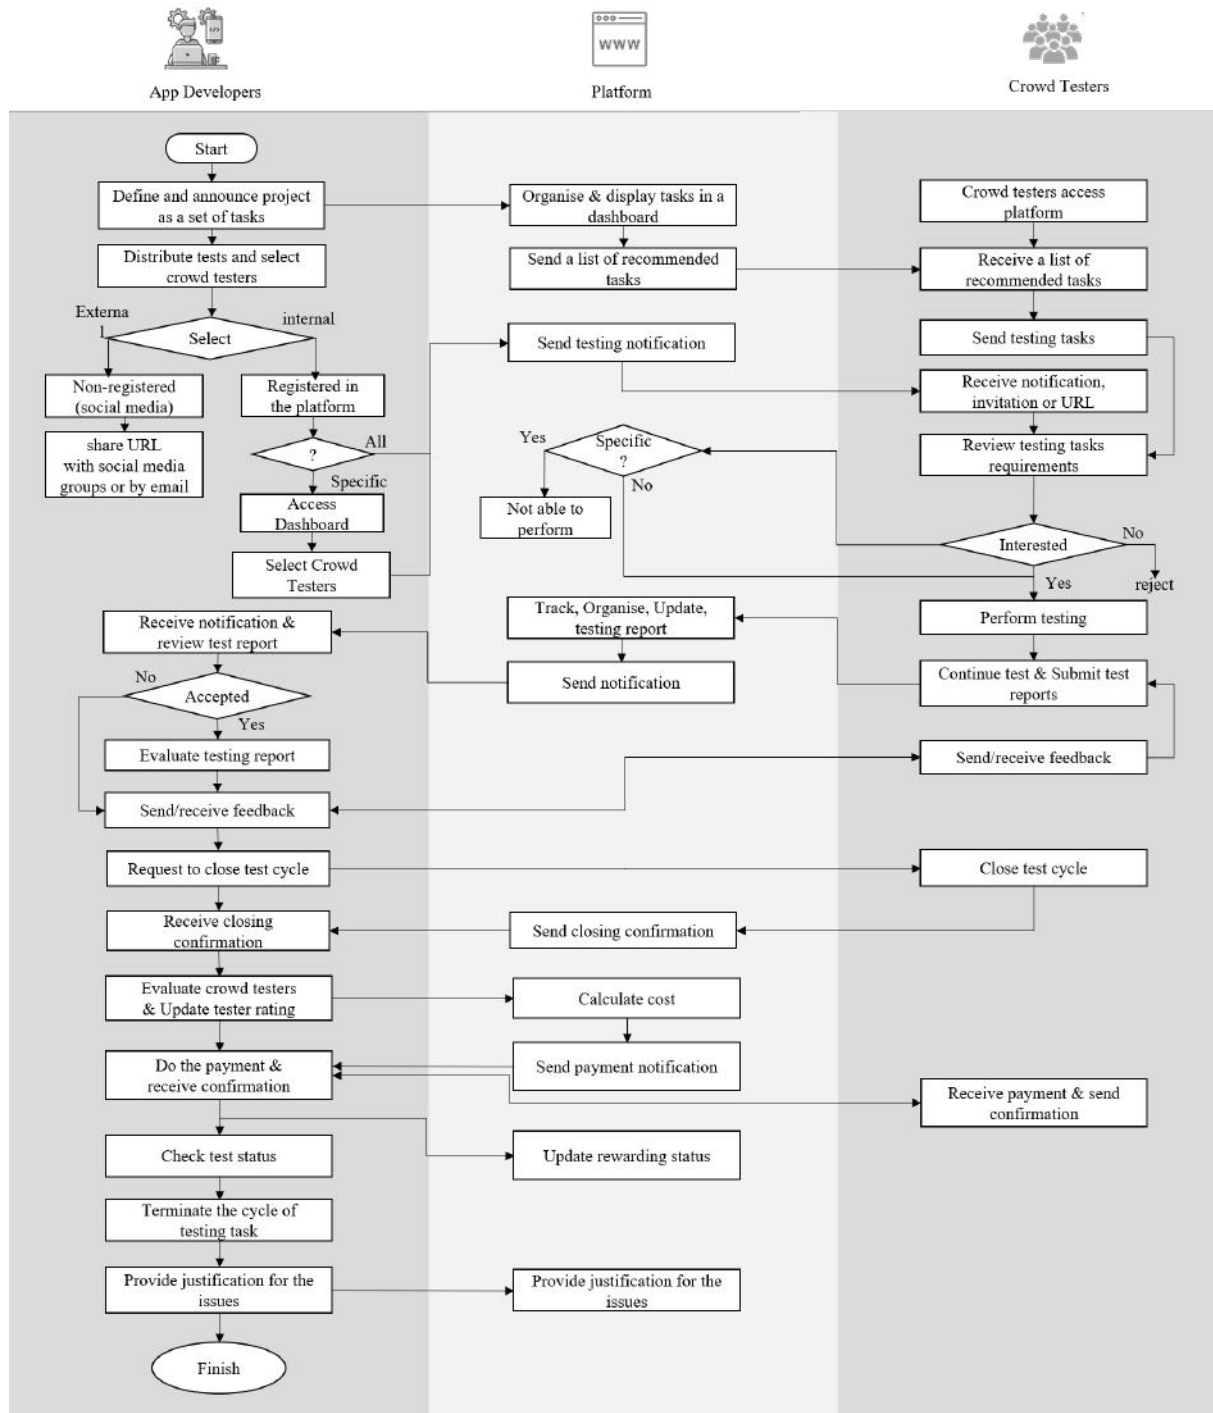 </>
WWW
App Developers
Platform
Crowd Testers
Start
Define and announce project
as a set of tasks
Organise & display tasks in a
dashboard
Crowd testers access
platform
Distribute tests and select
crowd testers
Send a list of recommended
tasks
Receive a list of
recommended tasks
Externa
l
internal
Select
Send testing notification
Send testing tasks
Non-registered
(social media)
Registered in
the platform
Receive notification,
invitation or URL
share URL
with social media
groups or by email
?
All
Specific
Yes
Specific
?
No
Review testing tasks
requirements
Access
Dashboard
Not able to
perform
Select Crowd
Testers
Interested
No
reject
Yes
Receive notification &
review test report
Track, Organise, Update,
testing report
Perform testing
No
Accepted
Yes
Send notification
Continue test & Submit test
reports
Evaluate testing report
Send/receive feedback
Send/receive feedback
Request to close test cycle
Close test cycle
Receive closing
confirmation
Send closing confirmation
Evaluate crowd testers
& Update tester rating
Calculate cost
Do the payment &
receive confirmation
Send payment notification
Receive payment & send
confirmation
Check test status
Update rewarding status
Terminate the cycle of
testing task
Provide justification for the
issues
Provide justification for the
issues
Finish